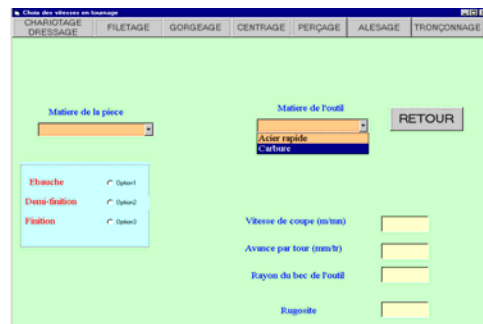 Choix des vitesses en tournage
CHARIOTAGE DRESSAGE FILETAGE GORGEAGE CENTRAGE PERÇAGE ALESAGE TRONÇONNAGE
Matiere de la piece
Matiere de l'outil
RETOUR
Acier rapide
Carbure
Ebauche Option1
Demi-finition Option2
Finition Option3
Vitesse de coupe (m/mn)
Avance par tour (mm/tr)
Rayon du bec de l'outil
Rugosite